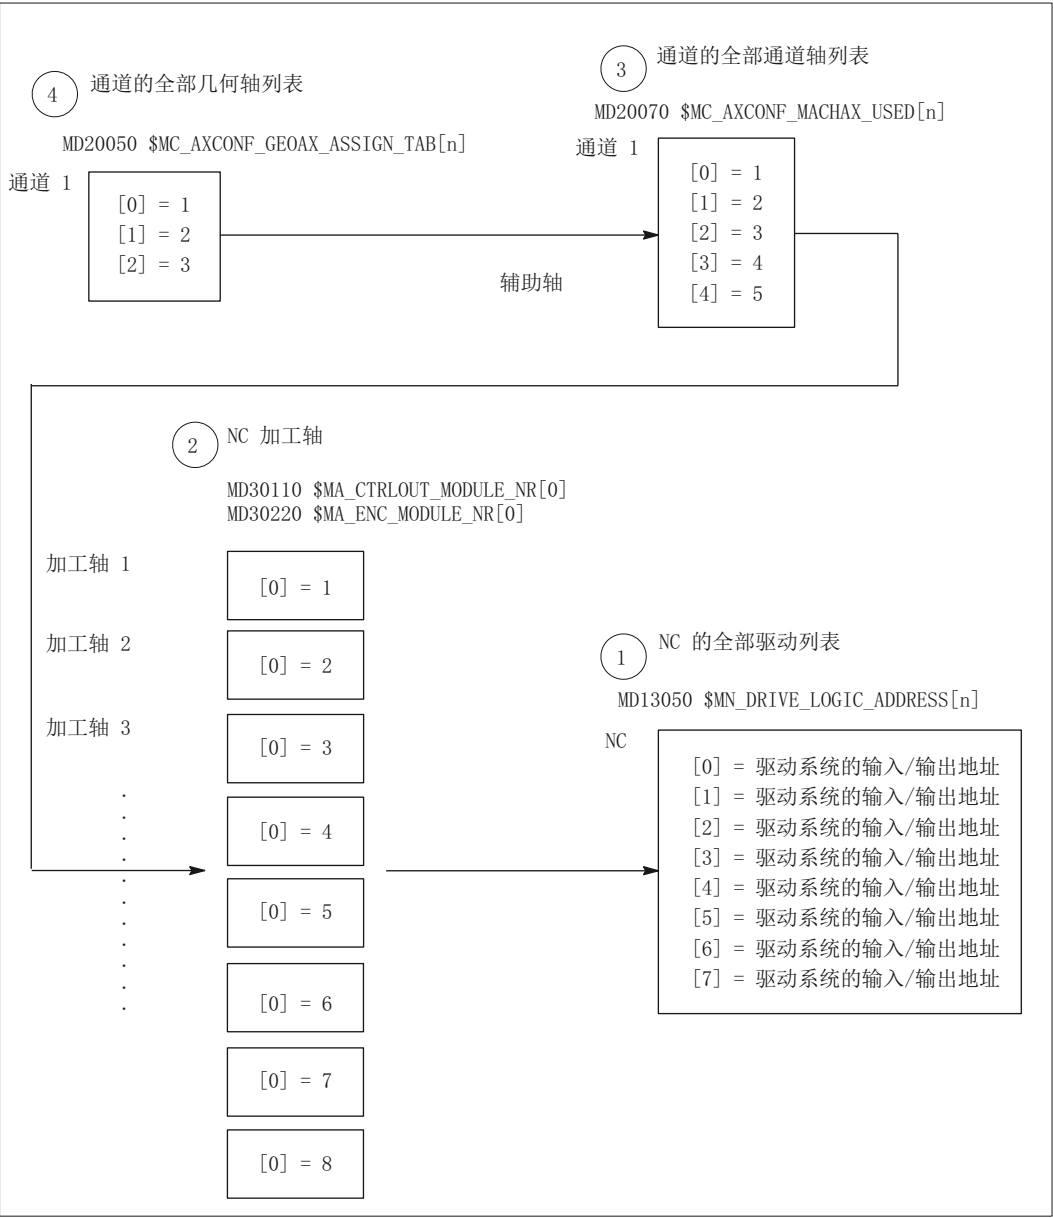 4 通道的全部几何轴列表
MD20050 $MC_AXCONF_GEOAX_ASSIGN_TAB[n]
通道 1
[0] = 1
[1] = 2
[2] = 3
3 通道的全部通道轴列表
MD20070 $MC_AXCONF_MACHAX_USED[n]
通道 1
[0] = 1
[1] = 2
[2] = 3
[3] = 4
[4] = 5
辅助轴
2 NC 加工轴
MD30110 $MA_CTRLOUT_MODULE_NR[0]
MD30220 $MA_ENC_MODULE_NR[0]
加工轴 1
[0] = 1
加工轴 2
[0] = 2
加工轴 3
[0] = 3
[0] = 4
[0] = 5
[0] = 6
[0] = 7
[0] = 8
1 NC 的全部驱动列表
MD13050 $MN_DRIVE_LOGIC_ADDRESS[n]
NC
[0] = 驱动系统的输入/输出地址
[1] = 驱动系统的输入/输出地址
[2] = 驱动系统的输入/输出地址
[3] = 驱动系统的输入/输出地址
[4] = 驱动系统的输入/输出地址
[5] = 驱动系统的输入/输出地址
[6] = 驱动系统的输入/输出地址
[7] = 驱动系统的输入/输出地址